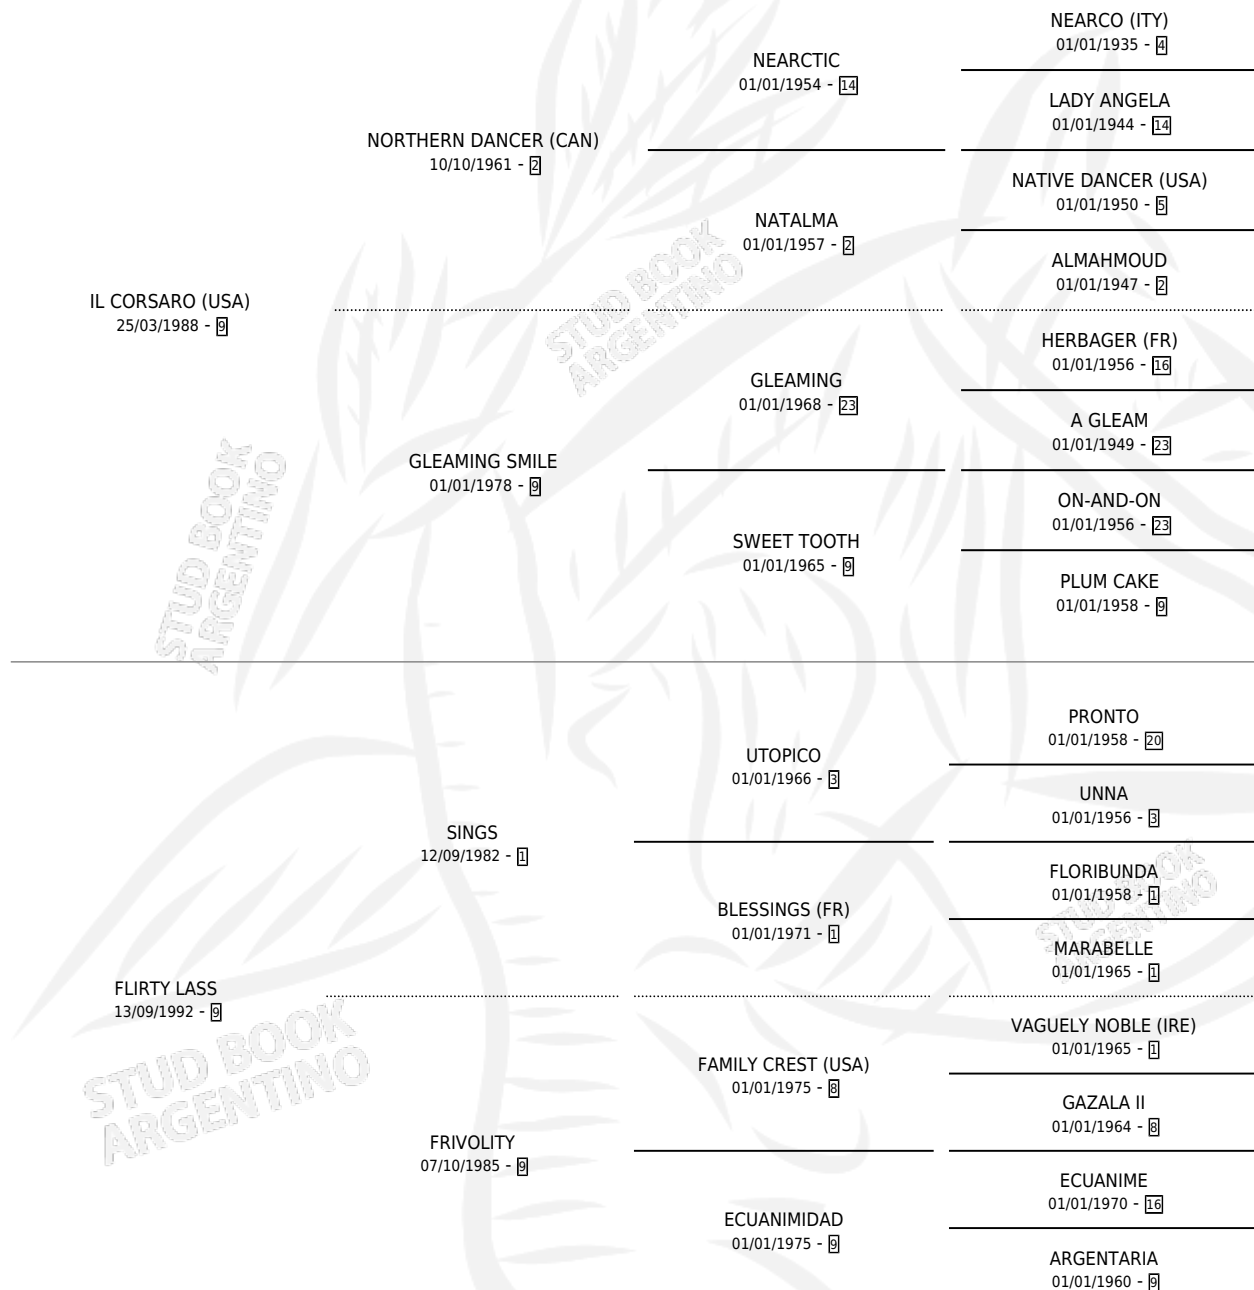 NEARCO (ITY)
01/01/1935 - 4
NEARCTIC
01/01/1954 - 14
LADY ANGELA
01/01/1944 - 14
NORTHERN DANCER (CAN)
10/10/1961 - 2
NATIVE DANCER (USA)
01/01/1950 - 5
NATALMA
01/01/1957 - 2
ALMAHMOUD
01/01/1947 - 2
IL CORSARO (USA)
25/03/1988 - 9
STUD BOOK
ARGENTINO
HERBAGER (FR)
01/01/1956 - 16
GLEAMING
01/01/1968 - 23
A GLEAM
01/01/1949 - 23
GLEAMING SMILE
01/01/1978 - 9
ON-AND-ON
01/01/1956 - 23
SWEET TOOTH
01/01/1965 - 9
PLUM CAKE
01/01/1958 - 9
STUD BOOK
ARGENTINO
PRONTO
01/01/1958 - 20
UTOPICO
01/01/1966 - 3
UNNA
01/01/1956 - 3
SINGS
12/09/1982 - 1
FLORIBUNDA
01/01/1958 - 1
BLESSINGS (FR)
01/01/1971 - 1
MARABELLE
01/01/1965 - 1
STUD BOOK
ARGENTINO
FLIRTY LASS
13/09/1992 - 9
VAGUELY NOBLE (IRE)
01/01/1965 - 1
FAMILY CREST (USA)
01/01/1975 - 8
GAZALA II
01/01/1964 - 8
STUD BOOK
ARGENTINO
FRIVOLITY
07/10/1985 - 9
ECUANIME
01/01/1970 - 16
ECUANIMIDAD
01/01/1975 - 9
ARGENTARIA
01/01/1960 - 9